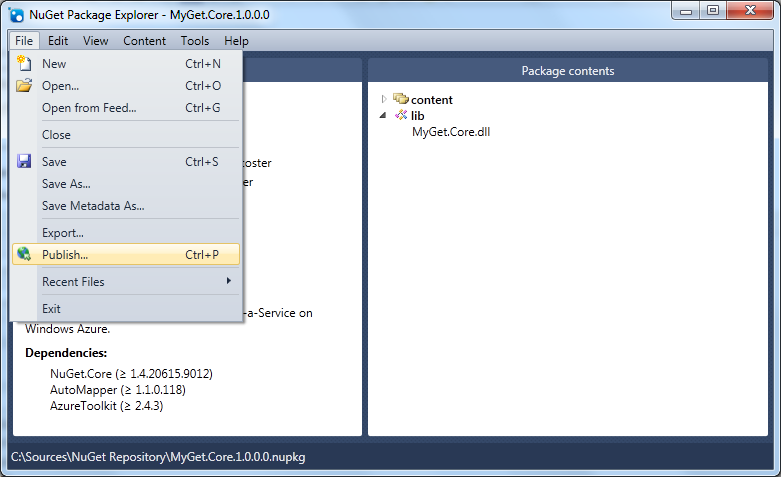 NuGet Package Explorer - MyGet.Core.1.0.0.0
File Edit View Content Tools Help
New Ctrl+N
Open... Ctrl+O
Open from Feed... Ctrl+G
Close
Save Ctrl+S
Save As...
Save Metadata As...
Export...
Publish... Ctrl+P
Recent Files
Exit
coster
er
-a-Service on
Windows Azure.
Dependencies:
NuGet.Core (≥ 1.4.20615.9012)
AutoMapper (≥ 1.1.0.118)
AzureToolkit (≥ 2.4.3)
Package contents
content
lib
MyGet.Core.dll
C:\Sources\NuGet Repository\MyGet.Core.1.0.0.0.nupkg